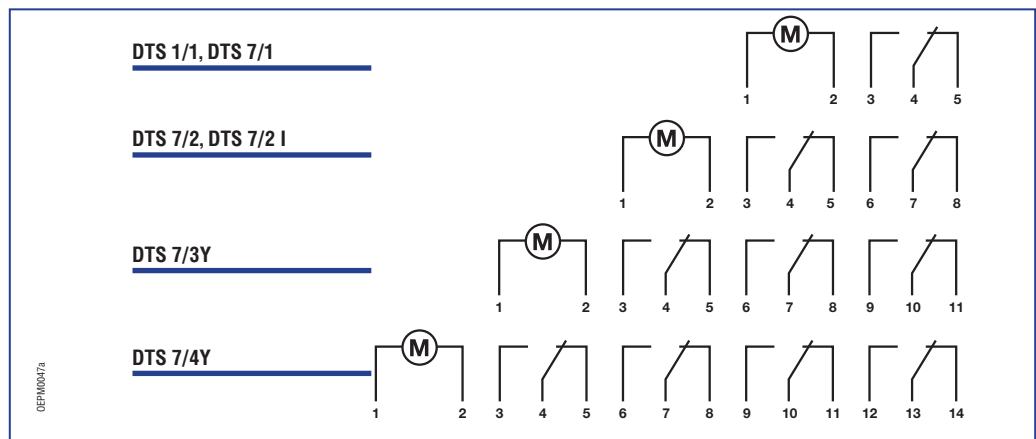 DTS 1/1, DTS 7/1
M
1 2 3 4 5
DTS 7/2, DTS 7/2 I
M
1 2 3 4 5 6 7 8
DTS 7/3Y
M
1 2 3 4 5 6 7 8 9 10 11
DTS 7/4Y
M
1 2 3 4 5 6 7 8 9 10 11 12 13 14
OEPM0047a